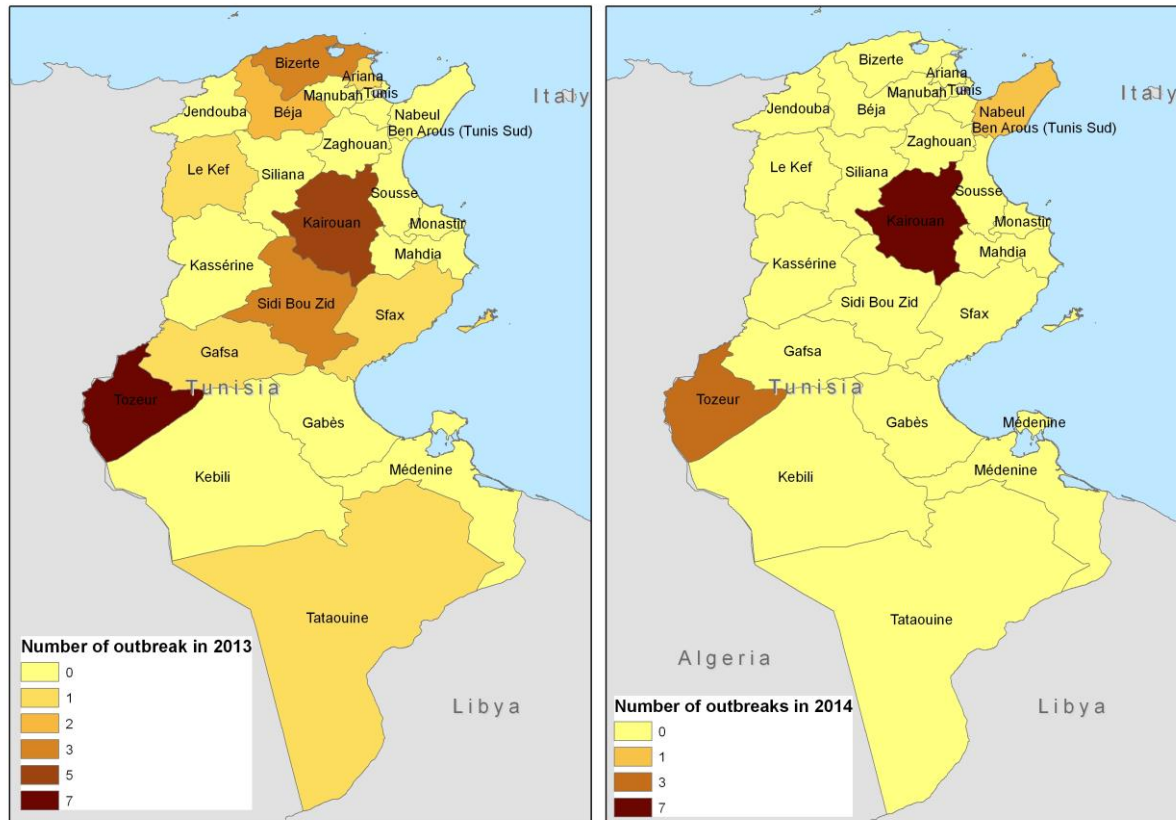 Bizerte
Ariana
Manubah
Tunis
Jendouba
Béja
Nabeul
Ben Arous (Tunis Sud)
Italy
Zaghouan
Le Kef
Siliana
Sousse
Kairouan
Monastir
Mahdia
Kassérine
Sidi Bou Zid
Sfax
Gafsa
Tunisia
Tozeur
Gabès
Kebili
Médenine
Tataouine
Libya
Number of outbreak in 2013
0
1
2
3
5
7
Bizerte
Ariana
Manubah
Tunis
Jendouba
Béja
Nabeul
Ben Arous (Tunis Sud)
Italy
Zaghouan
Le Kef
Siliana
Sousse
Kairouan
Monastir
Mahdia
Kassérine
Sidi Bou Zid
Sfax
Gafsa
Tunisia
Tozeur
Gabès
Médenine
Kebili
Médenine
Tataouine
Algeria
Libya
Number of outbreaks in 2014
0
1
3
7